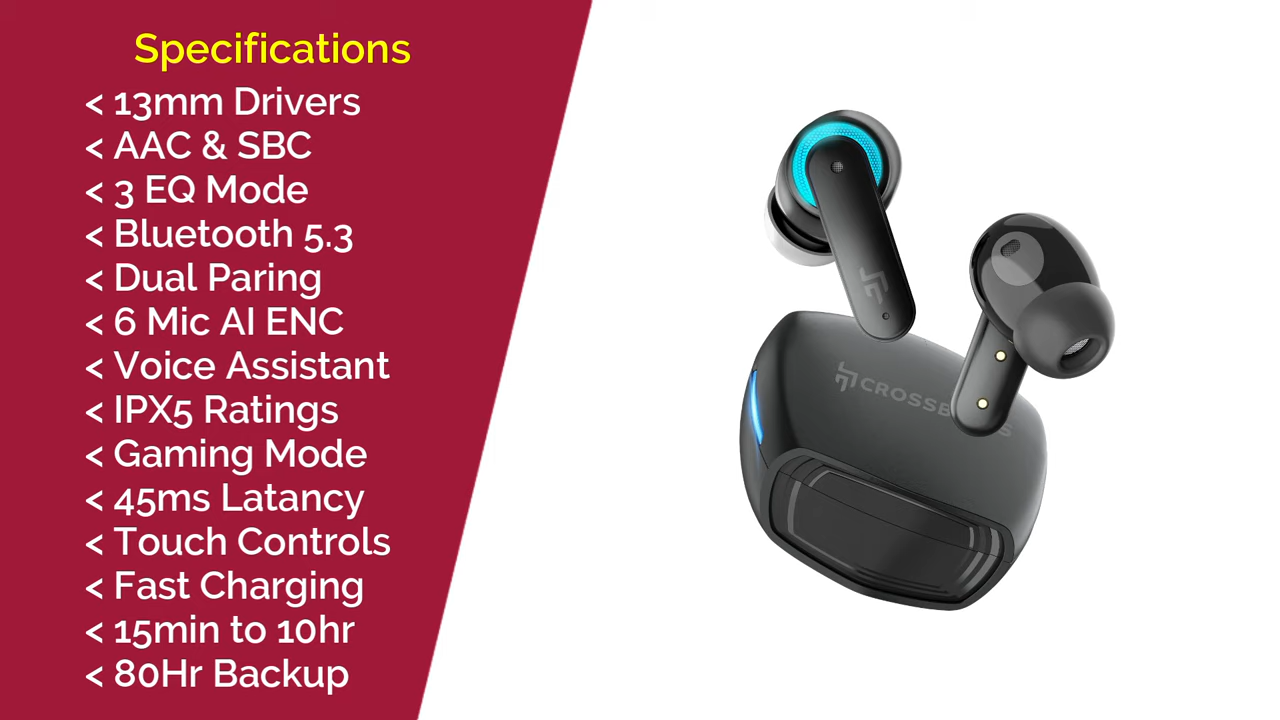 Specifications
< 13mm Drivers
< AAC & SBC
< 3 EQ Mode
< Bluetooth 5.3
< Dual Paring
< 6 Mic AI ENC
< Voice Assistant
< IPX5 Ratings
< Gaming Mode
< 45ms Latancy
< Touch Controls
< Fast Charging
< 15min to 10hr
< 80Hr Backup